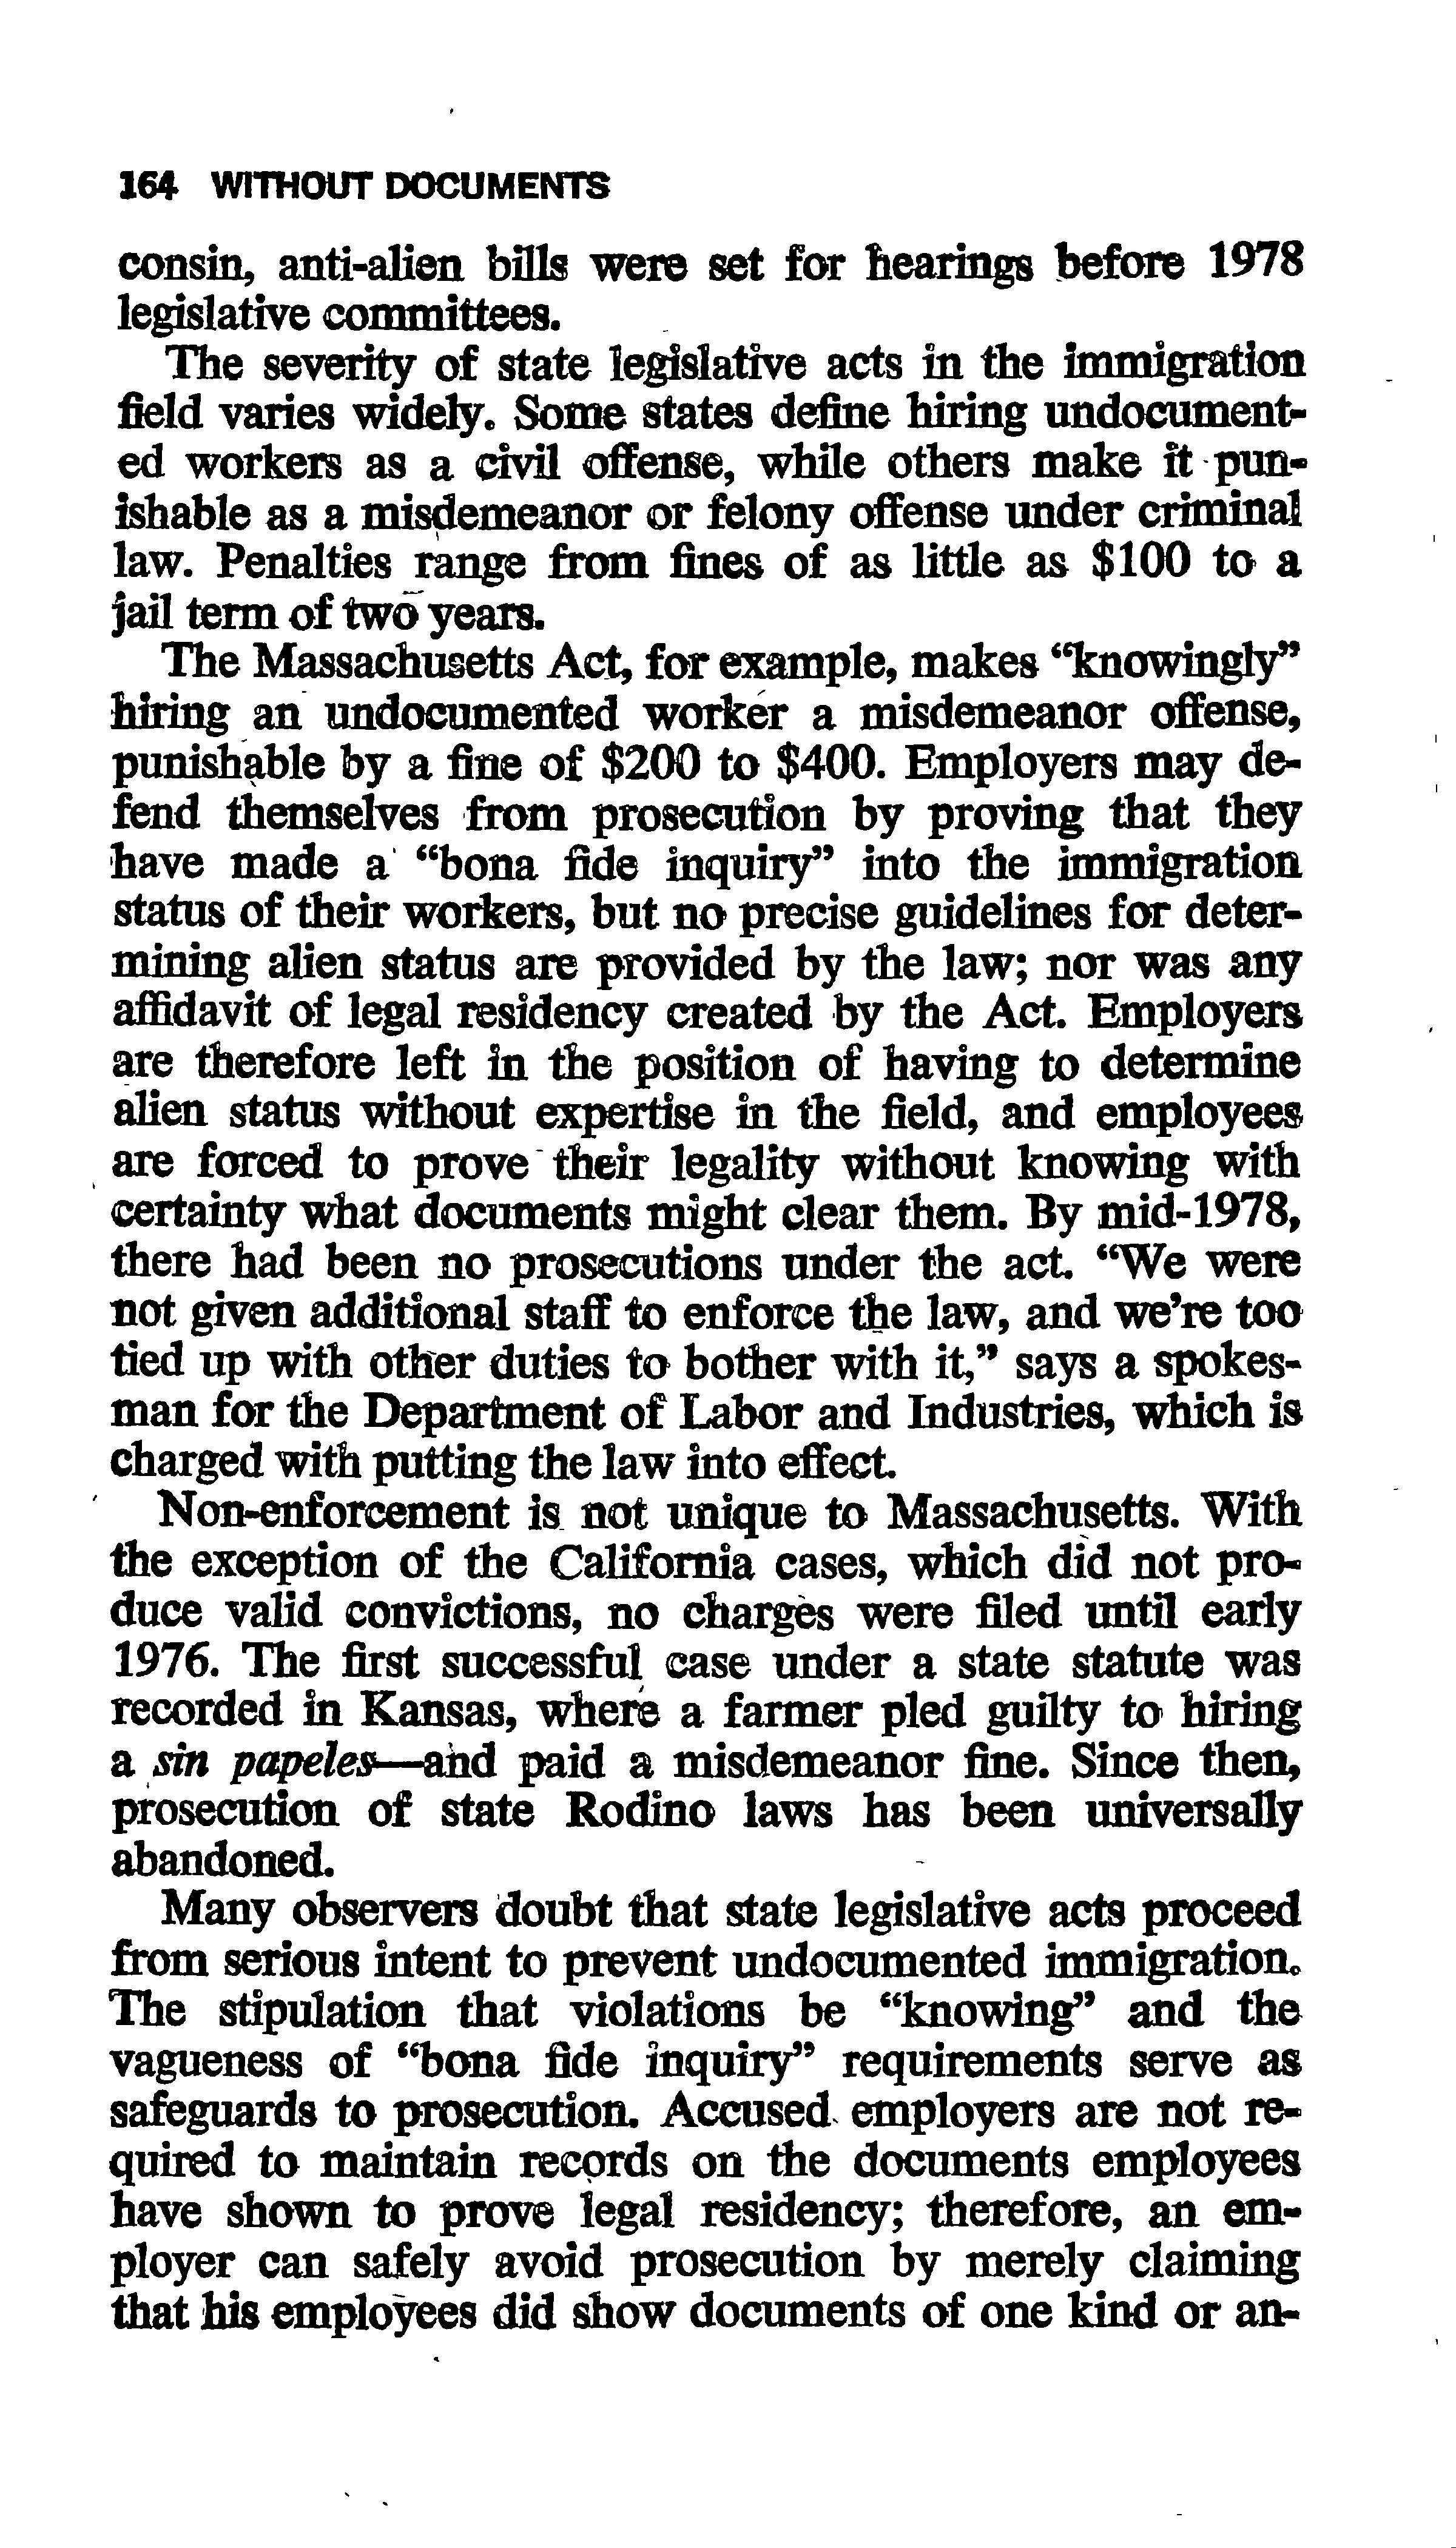 164 WITHOUT DOCUMENTS
consin, anti-alien bills were set for hearings before 1978
legislative committees.
The severity of state legislative acts in the immigration
field varies widely. Some states define hiring undocument-
ed workers as a civil offense, while others make it pun-
ishable as a misdemeanor or felony offense under criminal
law. Penalties range from fines of as little as $100 to a
jail term of two years.
The Massachusetts Act, for example, makes “knowingly”
hiring an undocumented worker a misdemeanor offense,
punishable by a fine of $200 to $400. Employers may de-
fend themselves from prosecution by proving that they
have made a “bona fide inquiry” into the immigration
status of their workers, but no precise guidelines for deter-
mining alien status are provided by the law; nor was any
affidavit of legal residency created by the Act. Employers
are therefore left in the position of having to determine
alien status without expertise in the field, and employees
are forced to prove their legality without knowing with
certainty what documents might clear them. By mid-1978,
there had been no prosecutions under the act. “We were
not given additional staff to enforce the law, and we’re too
tied up with other duties to bother with it,” says a spokes-
man for the Department of Labor and Industries, which is
charged with putting the law into effect.
Non-enforcement is not unique to Massachusetts. With
the exception of the California cases, which did not pro-
duce valid convictions, no charges were filed until early
1976. The first successful case under a state statute was
recorded in Kansas, where a farmer pled guilty to hiring
a sin papeles—and paid a misdemeanor fine. Since then,
prosecution of state Rodino laws has been universally
abandoned.
Many observers doubt that state legislative acts proceed
from serious intent to prevent undocumented immigration.
The stipulation that violations be “knowing” and the
vagueness of “bona fide inquiry” requirements serve as
safeguards to prosecution. Accused employers are not re-
quired to maintain records on the documents employees
have shown to prove legal residency; therefore, an em-
ployer can safely avoid prosecution by merely claiming
that his employees did show documents of one kind or an-